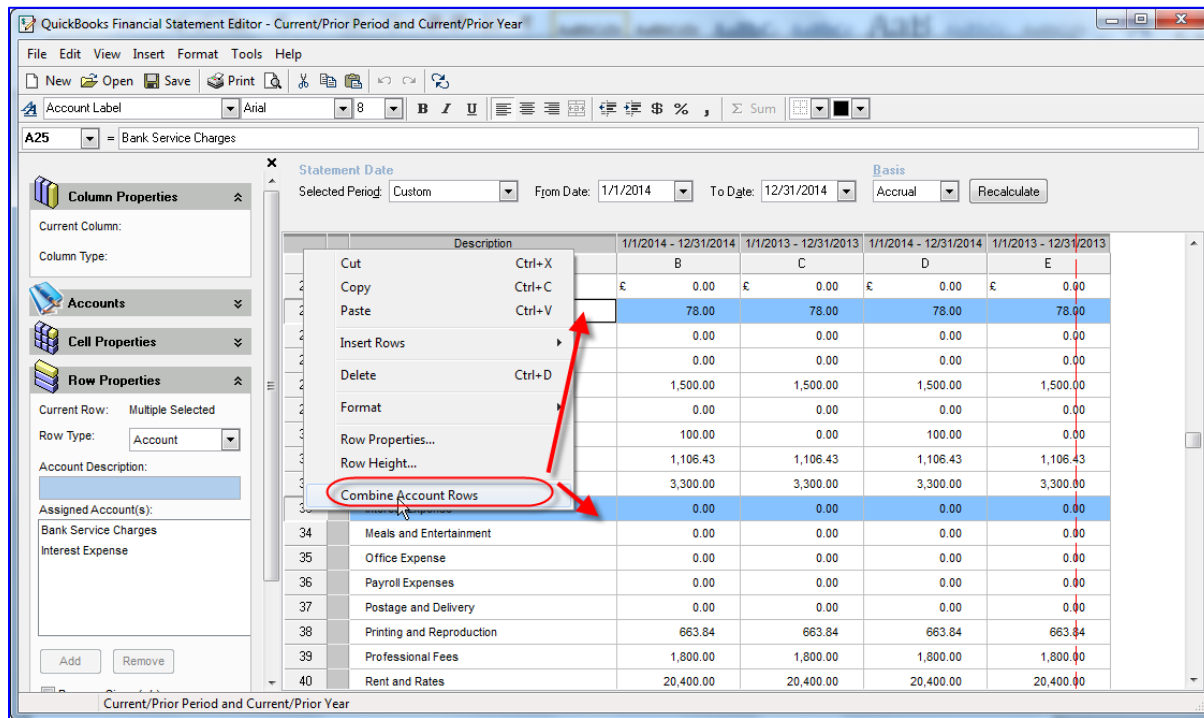 QuickBooks Financial Statement Editor - Current/Prior Period and Current/Prior Year
File Edit View Insert Format Tools Help
New Open Save Print
Account Label Arial 8 B I U $ % , Σ Sum
A25 = Bank Service Charges
Column Properties
Current Column:
Column Type:
Accounts
Cell Properties
Row Properties
Current Row: Multiple Selected
Row Type: Account
Account Description:
Assigned Account(s):
Bank Service Charges
Interest Expense
Add Remove
Statement Date Basis
Selected Period: Custom From Date: 1/1/2014 To Date: 12/31/2014 Accrual Recalculate
Description 1/1/2014 - 12/31/2014 1/1/2013 - 12/31/2013 1/1/2014 - 12/31/2014 1/1/2013 - 12/31/2013
B C D E
£ 0.00 £ 0.00 £ 0.00 £ 0.00
78.00 78.00 78.00 78.00
0.00 0.00 0.00 0.00
0.00 0.00 0.00 0.00
1,500.00 1,500.00 1,500.00 1,500.00
0.00 0.00 0.00 0.00
100.00 0.00 100.00 0.00
1,106.43 1,106.43 1,106.43 1,106.43
3,300.00 3,300.00 3,300.00 3,300.00
33 Interest Expense 0.00 0.00 0.00 0.00
34 Meals and Entertainment 0.00 0.00 0.00 0.00
35 Office Expense 0.00 0.00 0.00 0.00
36 Payroll Expenses 0.00 0.00 0.00 0.00
37 Postage and Delivery 0.00 0.00 0.00 0.00
38 Printing and Reproduction 663.84 663.84 663.84 663.84
39 Professional Fees 1,800.00 1,800.00 1,800.00 1,800.00
40 Rent and Rates 20,400.00 20,400.00 20,400.00 20,400.00
Cut Ctrl+X
Copy Ctrl+C
Paste Ctrl+V
Insert Rows
Delete Ctrl+D
Format
Row Properties...
Row Height...
Combine Account Rows
Current/Prior Period and Current/Prior Year